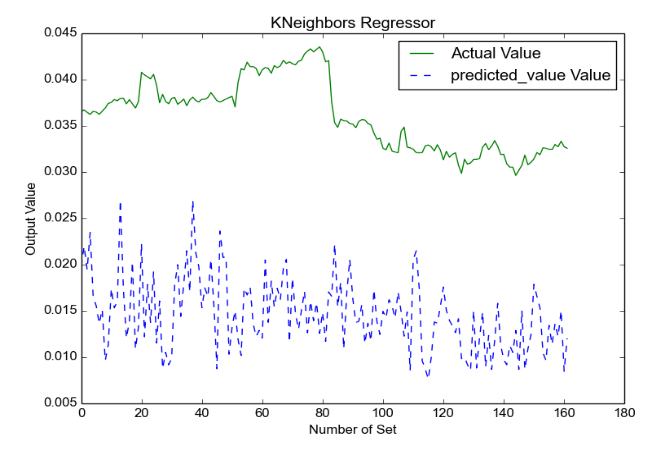 KNeighbors Regressor
Actual Value
predicted_value Value
Output Value
0.045
0.040
0.035
0.030
0.025
0.020
0.015
0.010
0.005
0 20 40 60 80 100 120 140 160 180
Number of Set